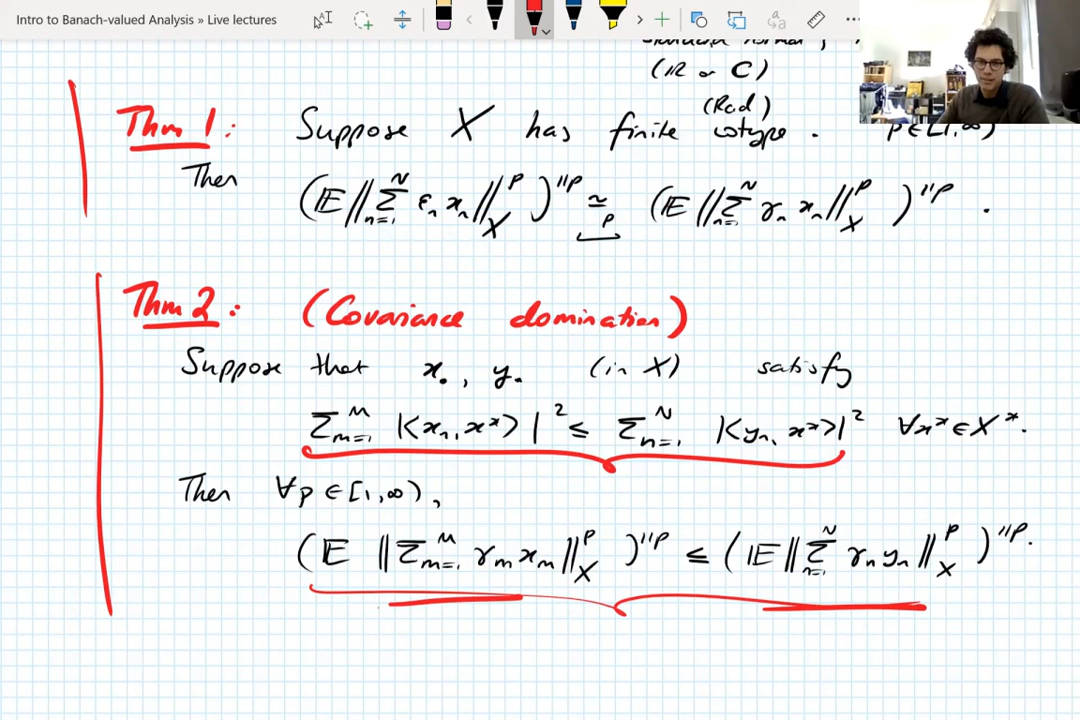 Intro to Banach-valued Analysis » Live lectures
(ℝ or ℂ)
(Rad)
Thm 1: Suppose X has finite cotype. p∈[1,∞)
Then (𝔼‖Σ_{n=1}^N ε_n x_n‖_X^p)^{1/p} ≃_p (𝔼‖Σ_{n=1}^N γ_n x_n‖_X^p)^{1/p}.
Thm 2: (Covariance domination)
Suppose that x., y. (in X) satisfy
Σ_{m=1}^M |<x_n, x*>|^2 ≤ Σ_{n=1}^N |<y_n, x*>|^2 ∀x*∈X*.
Then ∀p∈[1,∞),
(𝔼‖Σ_{m=1}^M γ_m x_m‖_X^p)^{1/p} ≤ (𝔼‖Σ_{n=1}^N γ_n y_n‖_X^p)^{1/p}.